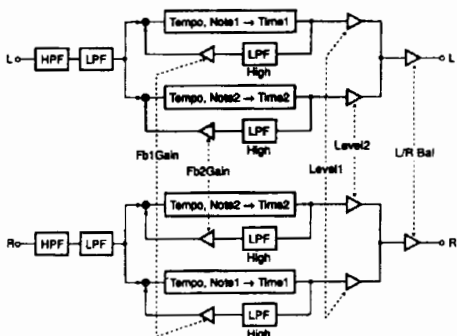 Tempo, Note1 → Time1
L HPF LPF LPF L
High
Tempo, Note2 → Time2
LPF
High
Fb1Gain Fb2Gain Level1 Level2 L/R Bal
Tempo, Note2 → Time2
R HPF LPF LPF R
High
Tempo, Note1 → Time1
LPF
High